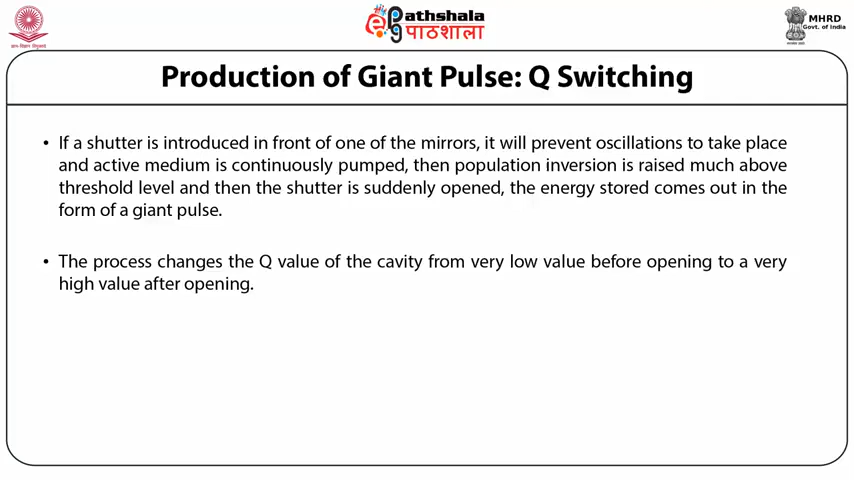 Pathshala
पाठशाला
MHRD
Govt. of India
Production of Giant Pulse: Q Switching
• If a shutter is introduced in front of one of the mirrors, it will prevent oscillations to take place
and active medium is continuously pumped, then population inversion is raised much above
threshold level and then the shutter is suddenly opened, the energy stored comes out in the
form of a giant pulse.
• The process changes the Q value of the cavity from very low value before opening to a very
high value after opening.